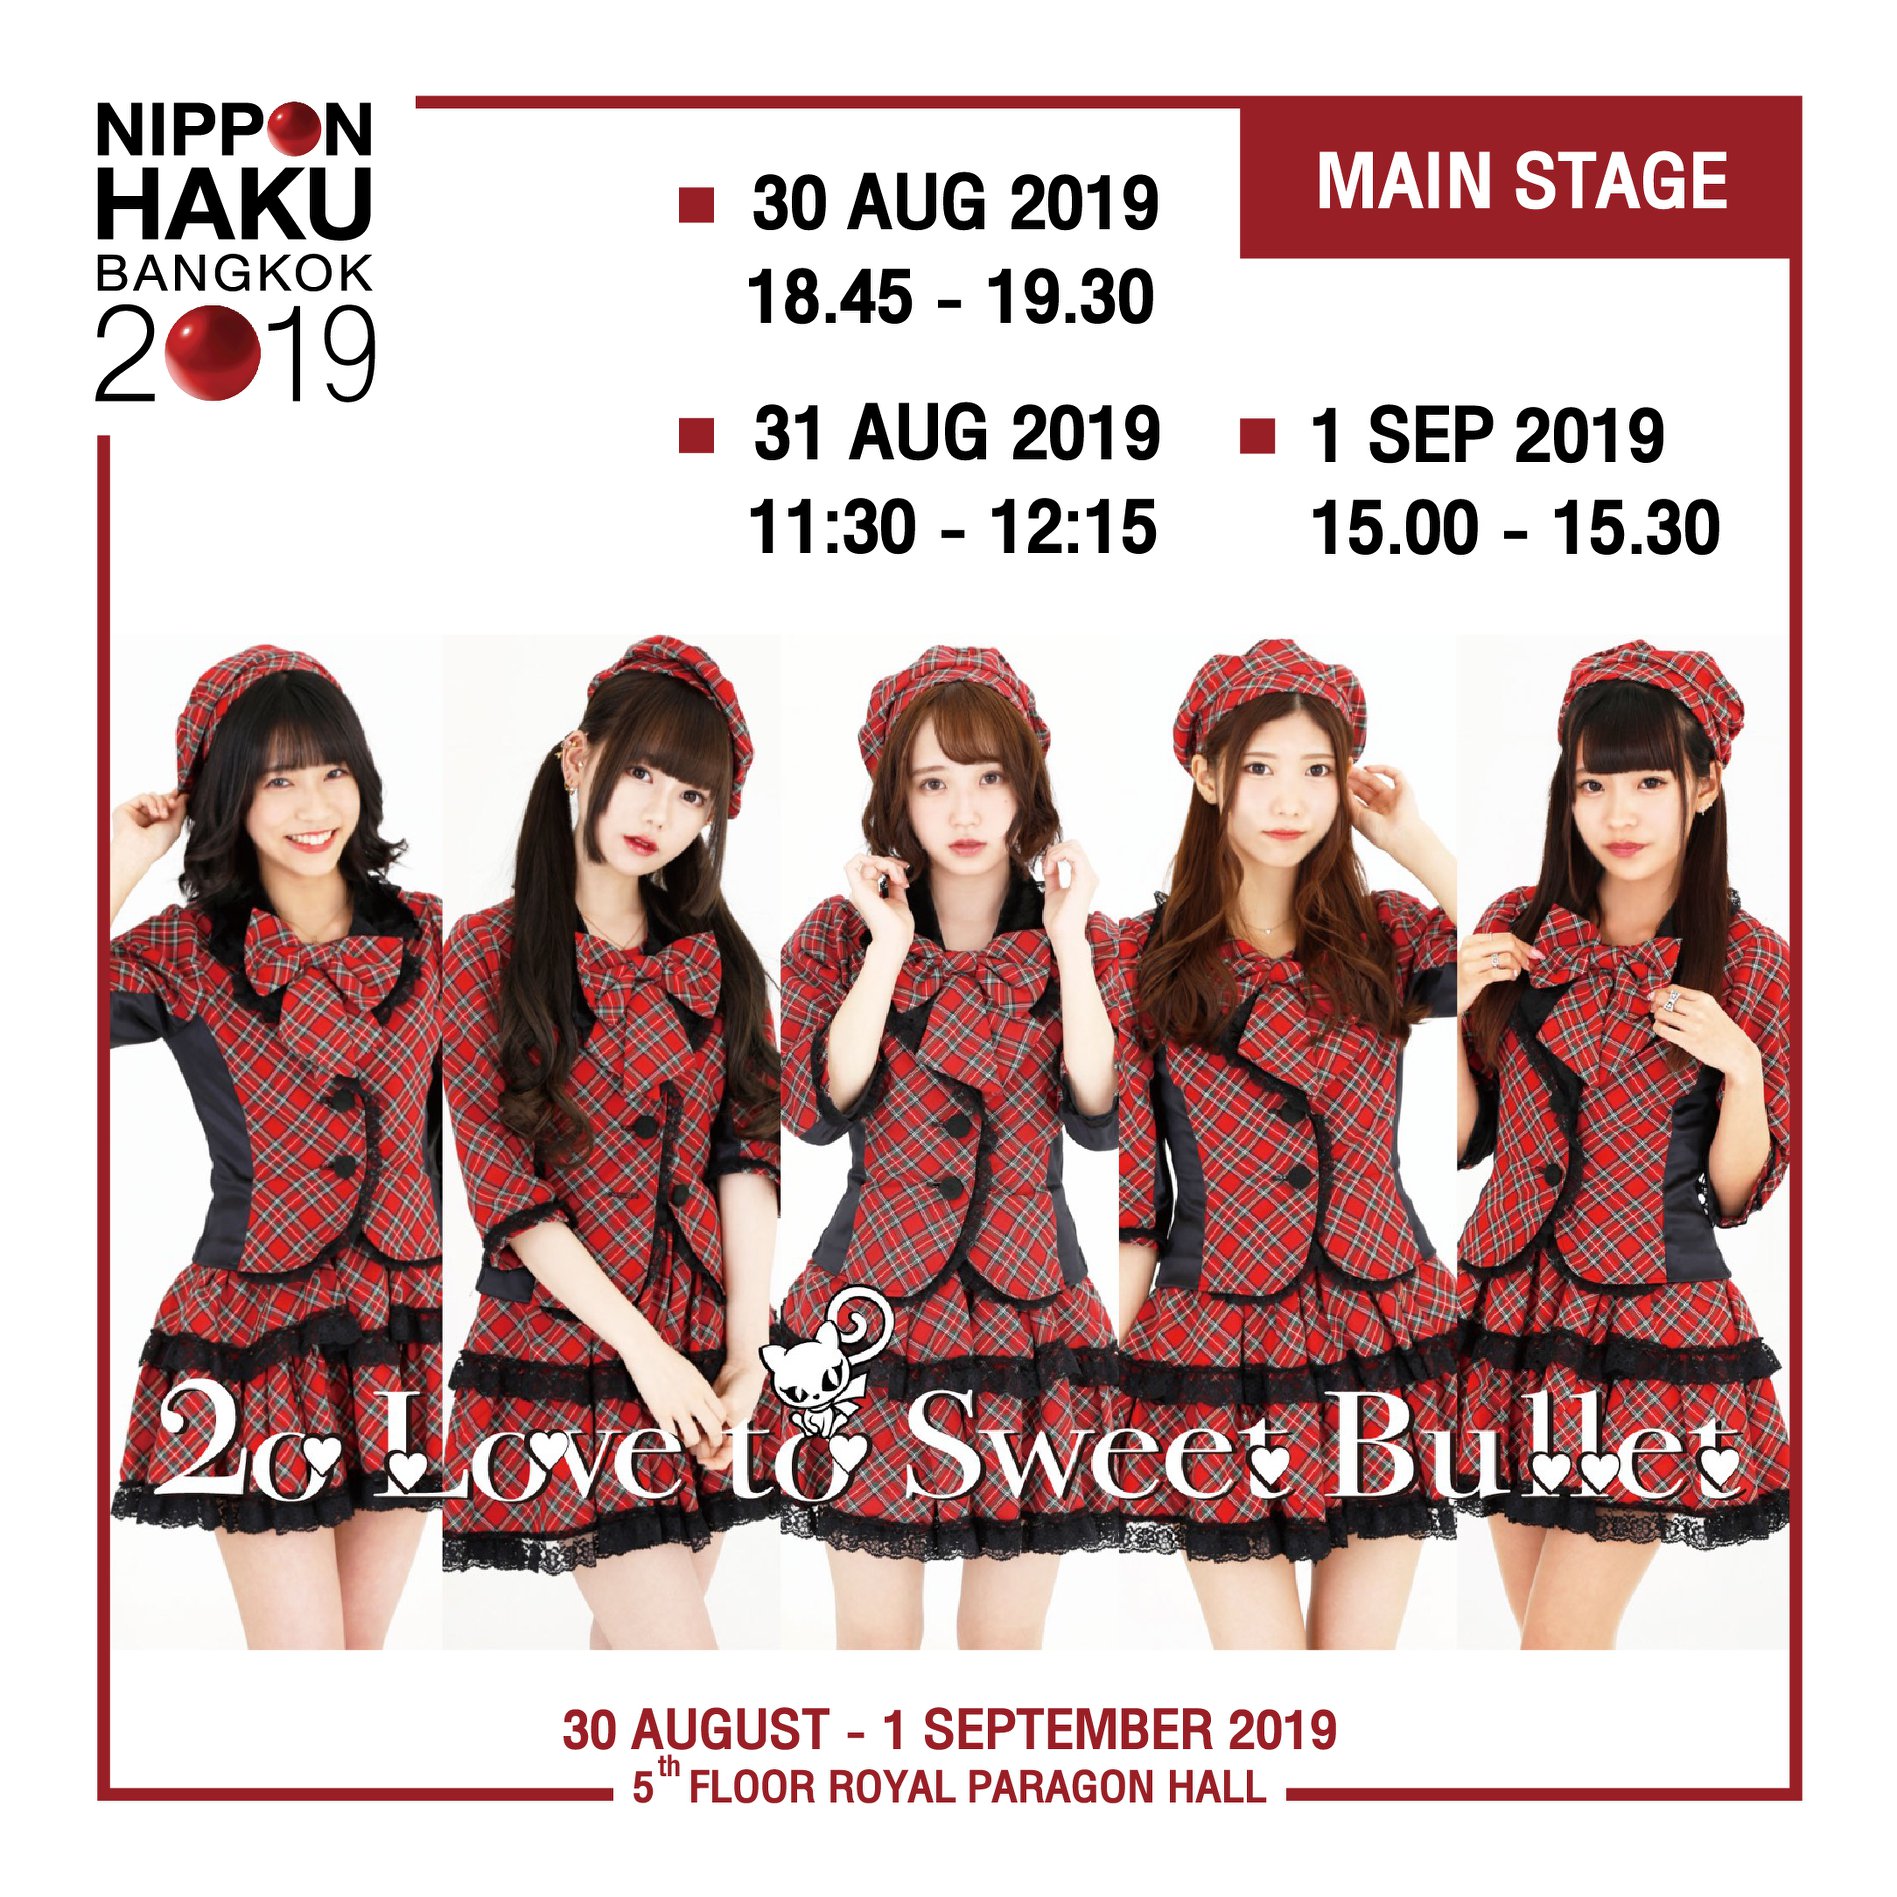 NIPPON
HAKU
BANGKOK
2019
MAIN STAGE
30 AUG 2019
18.45 - 19.30
31 AUG 2019
11:30 - 12:15
1 SEP 2019
15.00 - 15.30
2o Love to Sweet Bullet
30 AUGUST - 1 SEPTEMBER 2019
5th FLOOR ROYAL PARAGON HALL